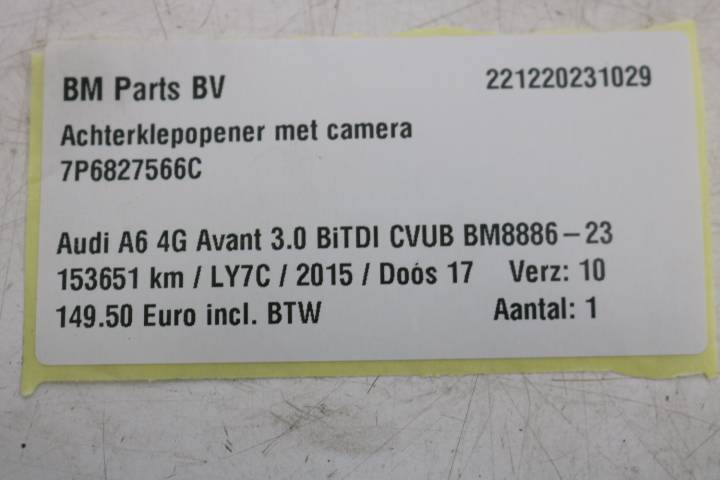 BM Parts BV 221220231029
Achterklepopener met camera
7P6827566C
Audi A6 4G Avant 3.0 BiTDI CVUB BM8886-23
153651 km / LY7C / 2015 / Doos 17 Verz: 10
149.50 Euro incl. BTW Aantal: 1